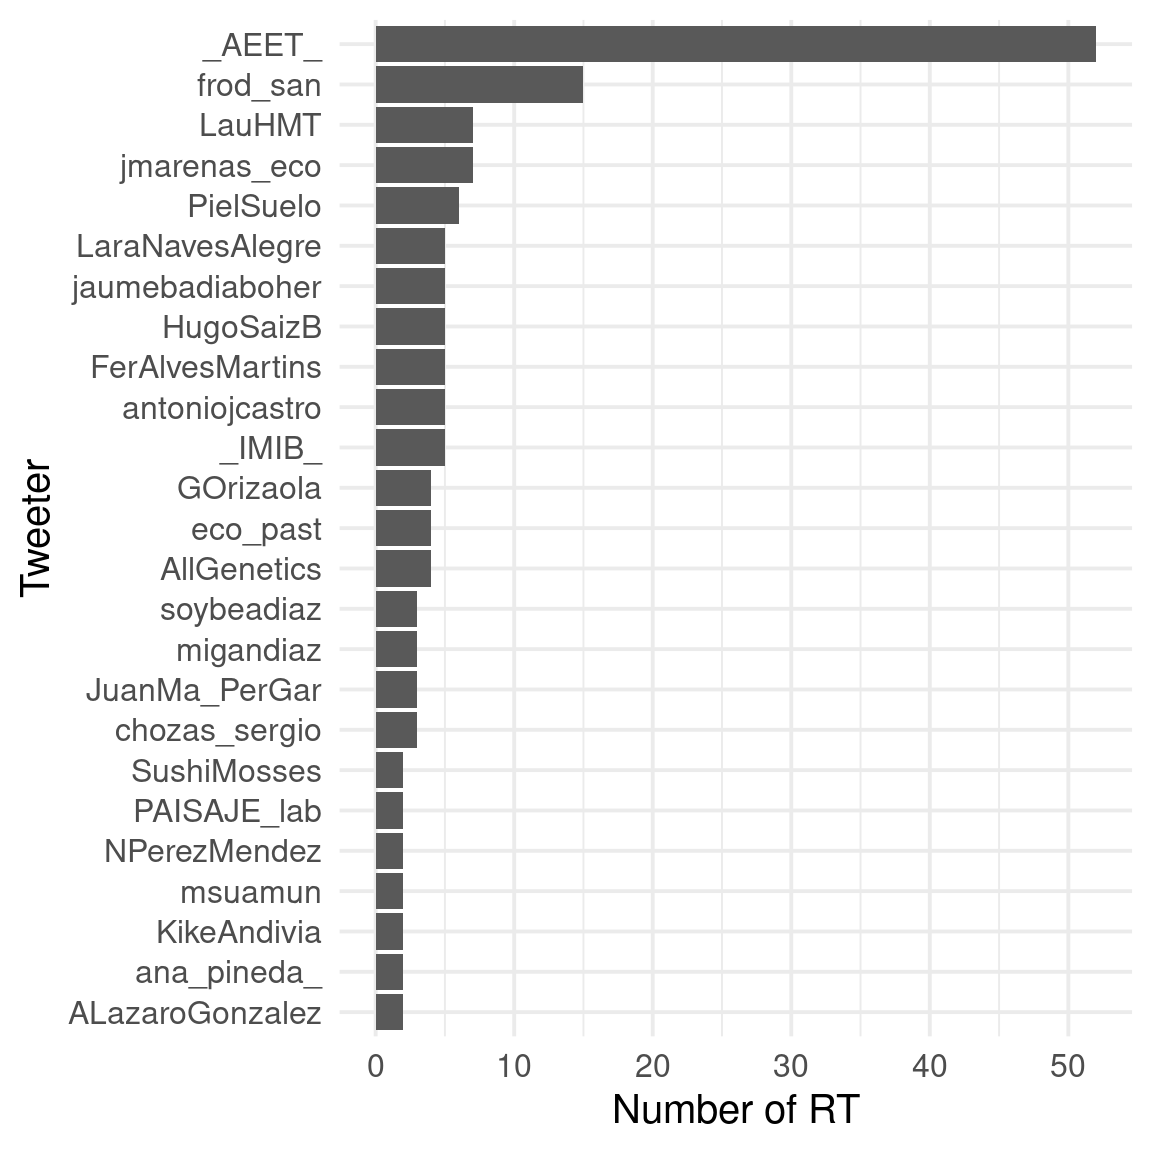 _AEET_
frod_san
LauHMT
jmarenas_eco
PielSuelo
LaraNavesAlegre
jaumebadiaboher
HugoSaizB
FerAlvesMartins
antoniojcastro
_IMIB_
GOrizaola
eco_past
AllGenetics
soybeadiaz
migandiaz
JuanMa_PerGar
chozas_sergio
SushiMosses
PAISAJE_lab
NPerezMendez
msuamun
KikeAndivia
ana_pineda_
ALazaroGonzalez
Tweeter
0 10 20 30 40 50
Number of RT